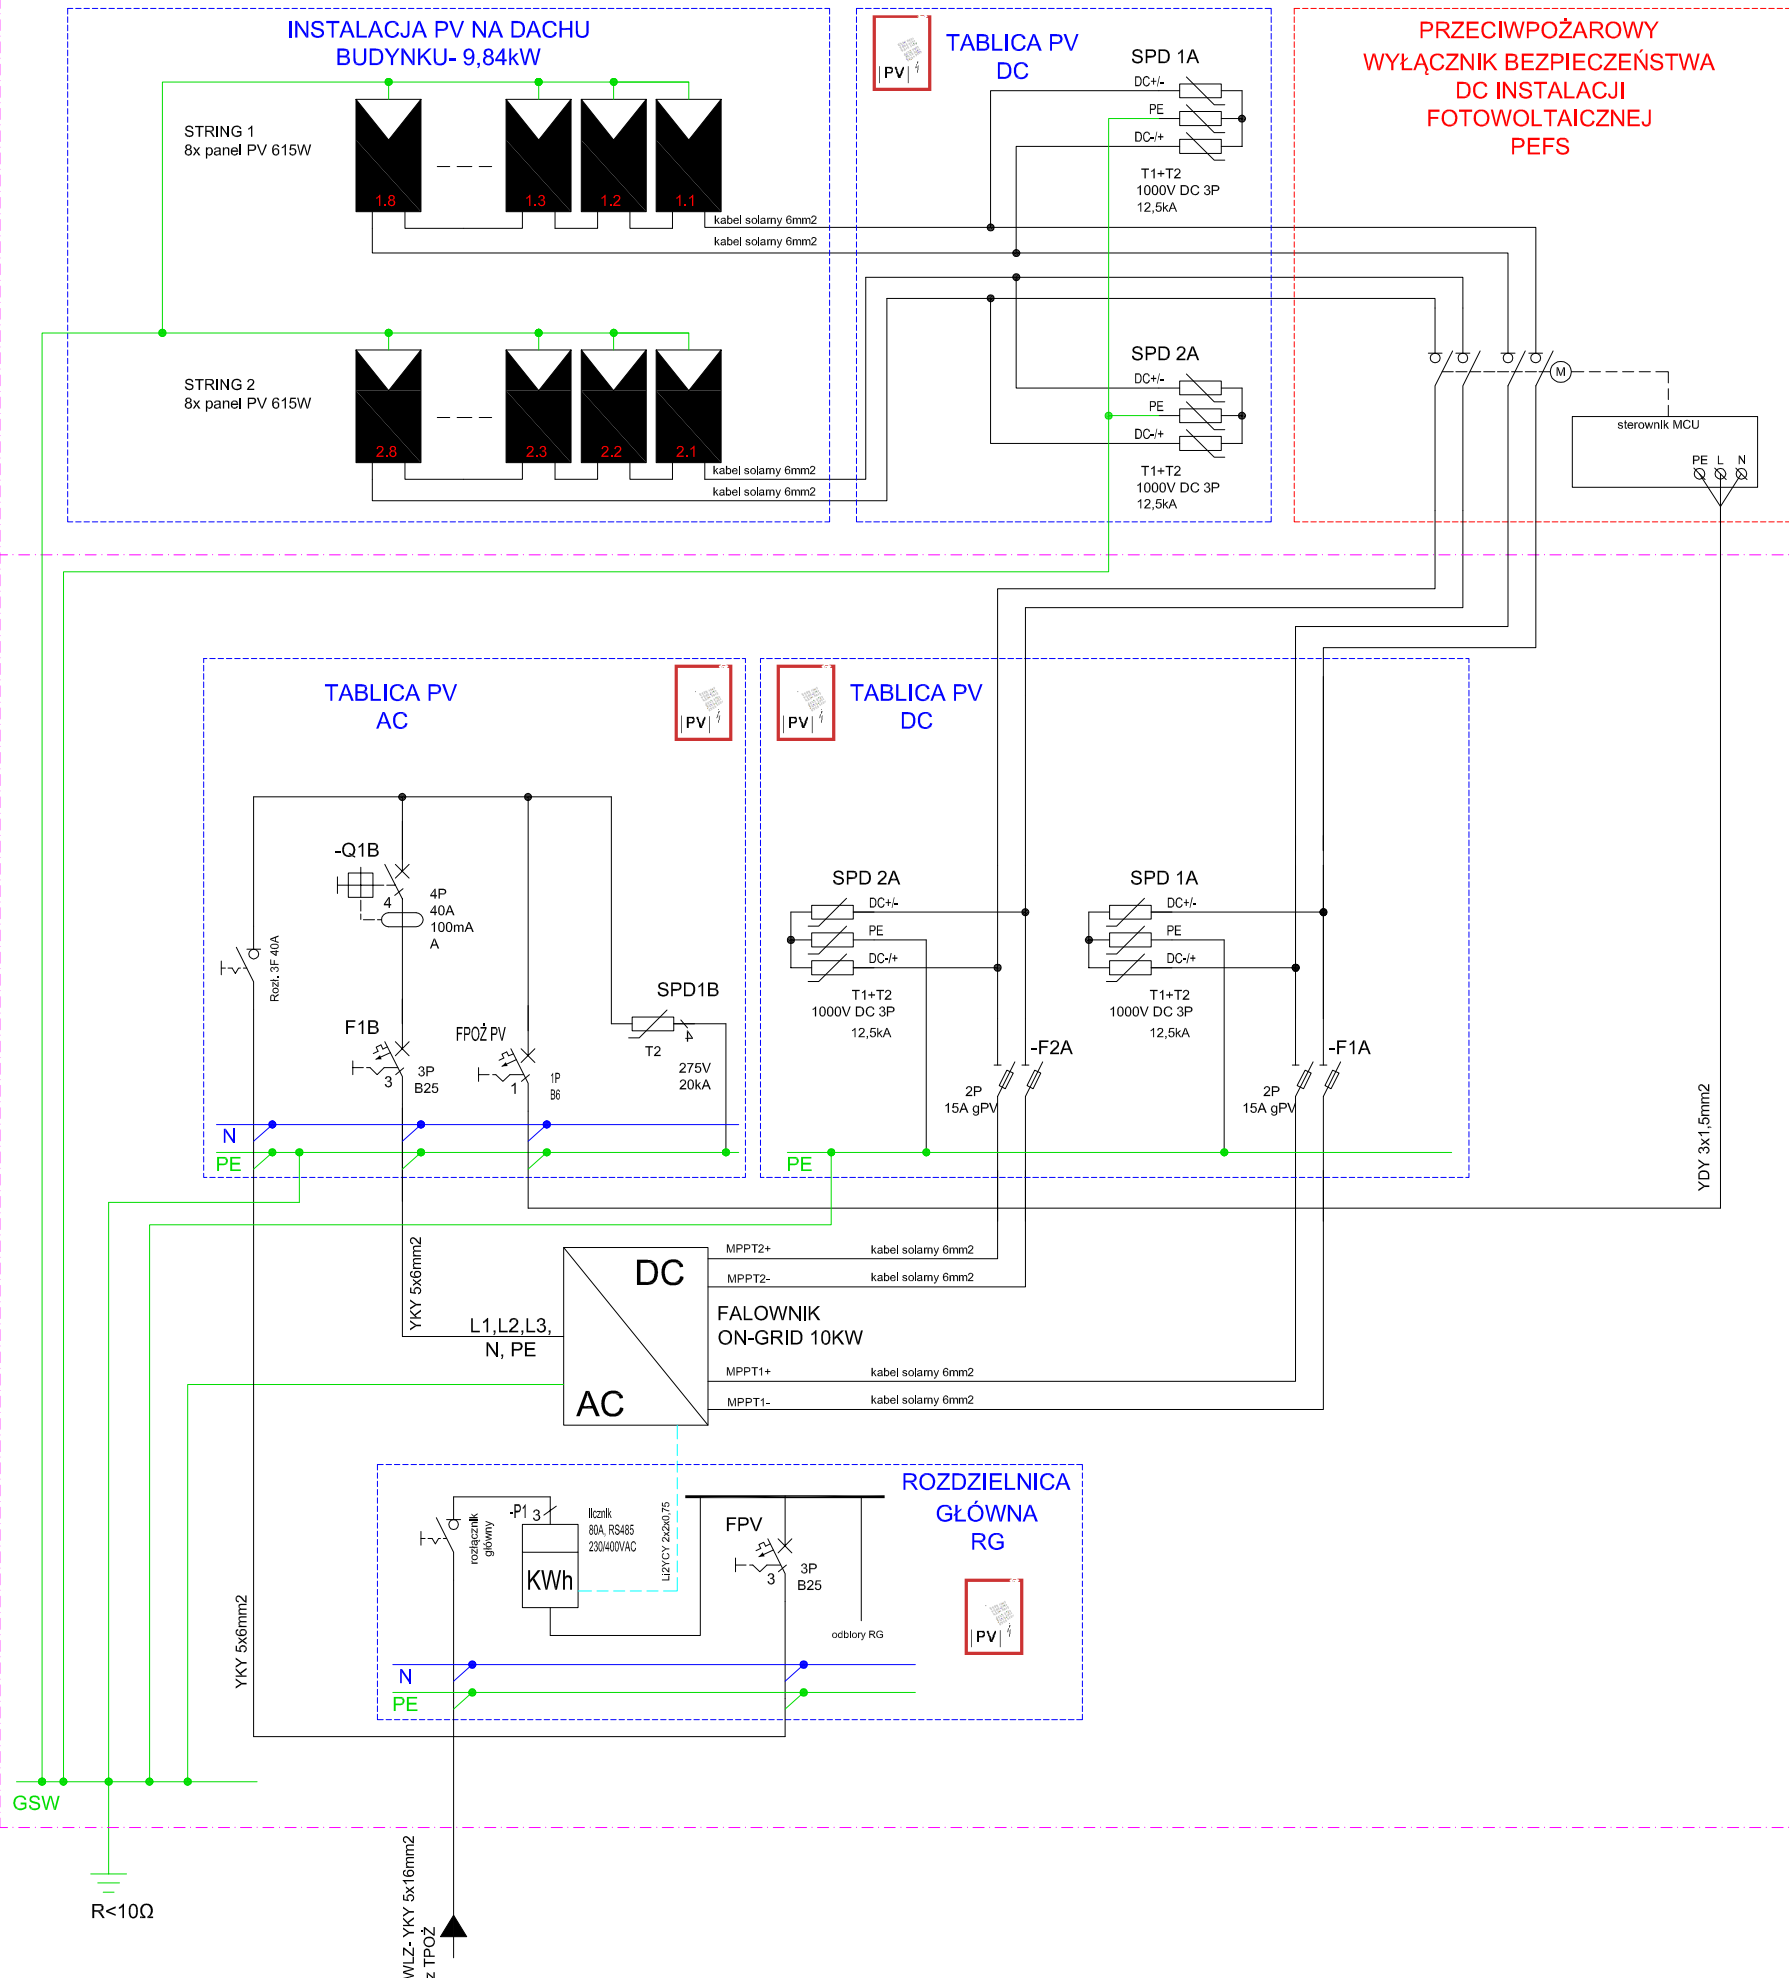 INSTALACJA PV NA DACHU
BUDYNKU- 9,84kW
STRING 1
8x panel PV 615W
1.8
1.3
1.2
1.1
kabel solarny 6mm2
kabel solarny 6mm2
STRING 2
8x panel PV 615W
2.8
2.3
2.2
2.1
kabel solarny 6mm2
kabel solarny 6mm2
PV
TABLICA PV
DC
SPD 1A
DC+/-
PE
DC-/+
T1+T2
1000V DC 3P
12,5kA
SPD 2A
DC+/-
PE
DC-/+
T1+T2
1000V DC 3P
12,5kA
PRZECIWPOŻAROWY
WYŁĄCZNIK BEZPIECZEŃSTWA
DC INSTALACJI
FOTOWOLTAICZNEJ
PEFS
M
sterownik MCU
PE L N
TABLICA PV
AC
PV
-Q1B
4
4P
40A
100mA
A
Rozł. 3F 40A
F1B
3
3P
B25
FPOŻ PV
1
1P
B6
SPD1B
4
T2
275V
20kA
N
PE
PV
TABLICA PV
DC
SPD 2A
DC+/-
PE
DC-/+
T1+T2
1000V DC 3P
12,5kA
SPD 1A
DC+/-
PE
DC-/+
T1+T2
1000V DC 3P
12,5kA
-F2A
2P
15A gPV
-F1A
2P
15A gPV
PE
YDY 3x1,5mm2
YKY 5x6mm2
L1,L2,L3,
N, PE
DC
AC
MPPT2+
kabel solarny 6mm2
MPPT2-
kabel solarny 6mm2
FALOWNIK
ON-GRID 10KW
MPPT1+
kabel solarny 6mm2
MPPT1-
kabel solarny 6mm2
ROZDZIELNICA
GŁÓWNA
RG
PV
rozłącznik
główny
-P1
3
licznik
80A, RS485
230/400VAC
KWh
Li2YCY 2x2x0,75
FPV
3
3P
B25
odbiory RG
N
PE
YKY 5x6mm2
GSW
R<10Ω
WLZ- YKY 5x16mm2
z TPOŻ